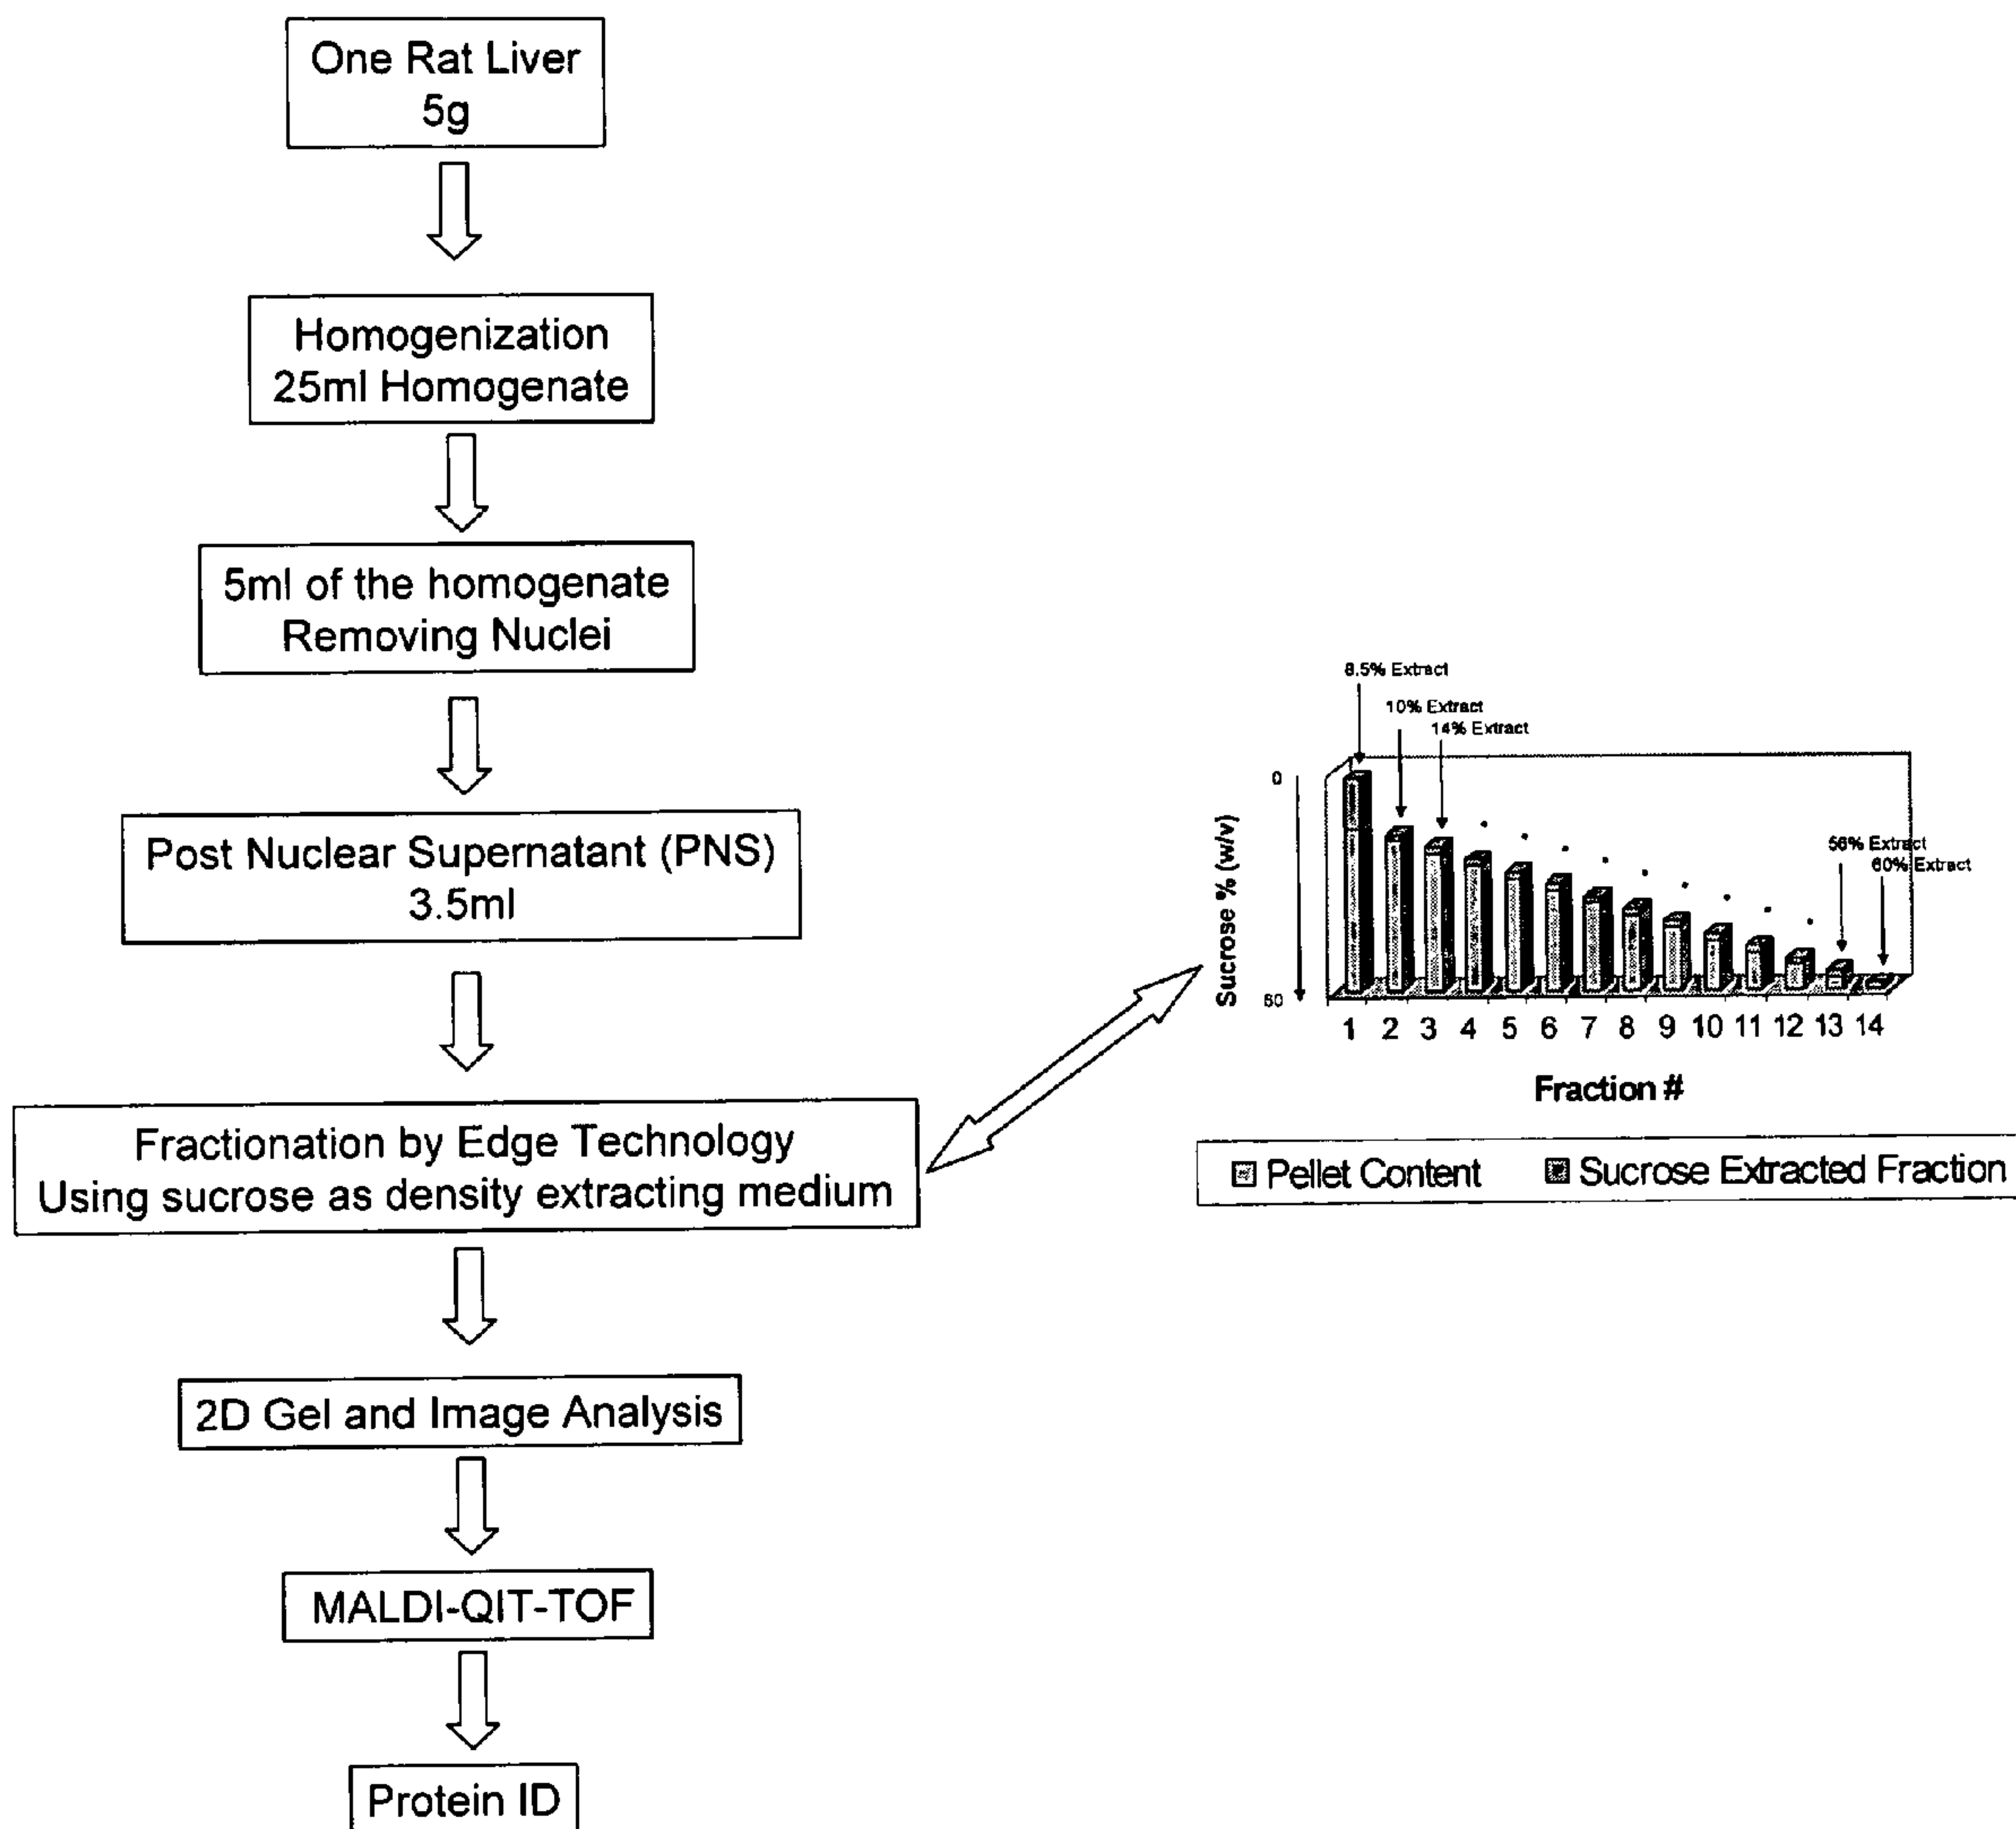 One Rat Liver
5g
Homogenization
25ml Homogenate
5ml of the homogenate
Removing Nuclei
Post Nuclear Supernatant (PNS)
3.5ml
Fractionation by Edge Technology
Using sucrose as density extracting medium
2D Gel and Image Analysis
MALDI-QIT-TOF
Protein ID
8.5% Extract
10% Extract
14% Extract
56% Extract
60% Extract
0
60
Sucrose % (w/v)
1 2 3 4 5 6 7 8 9 10 11 12 13 14
Fraction #
Pellet Content Sucrose Extracted Fraction